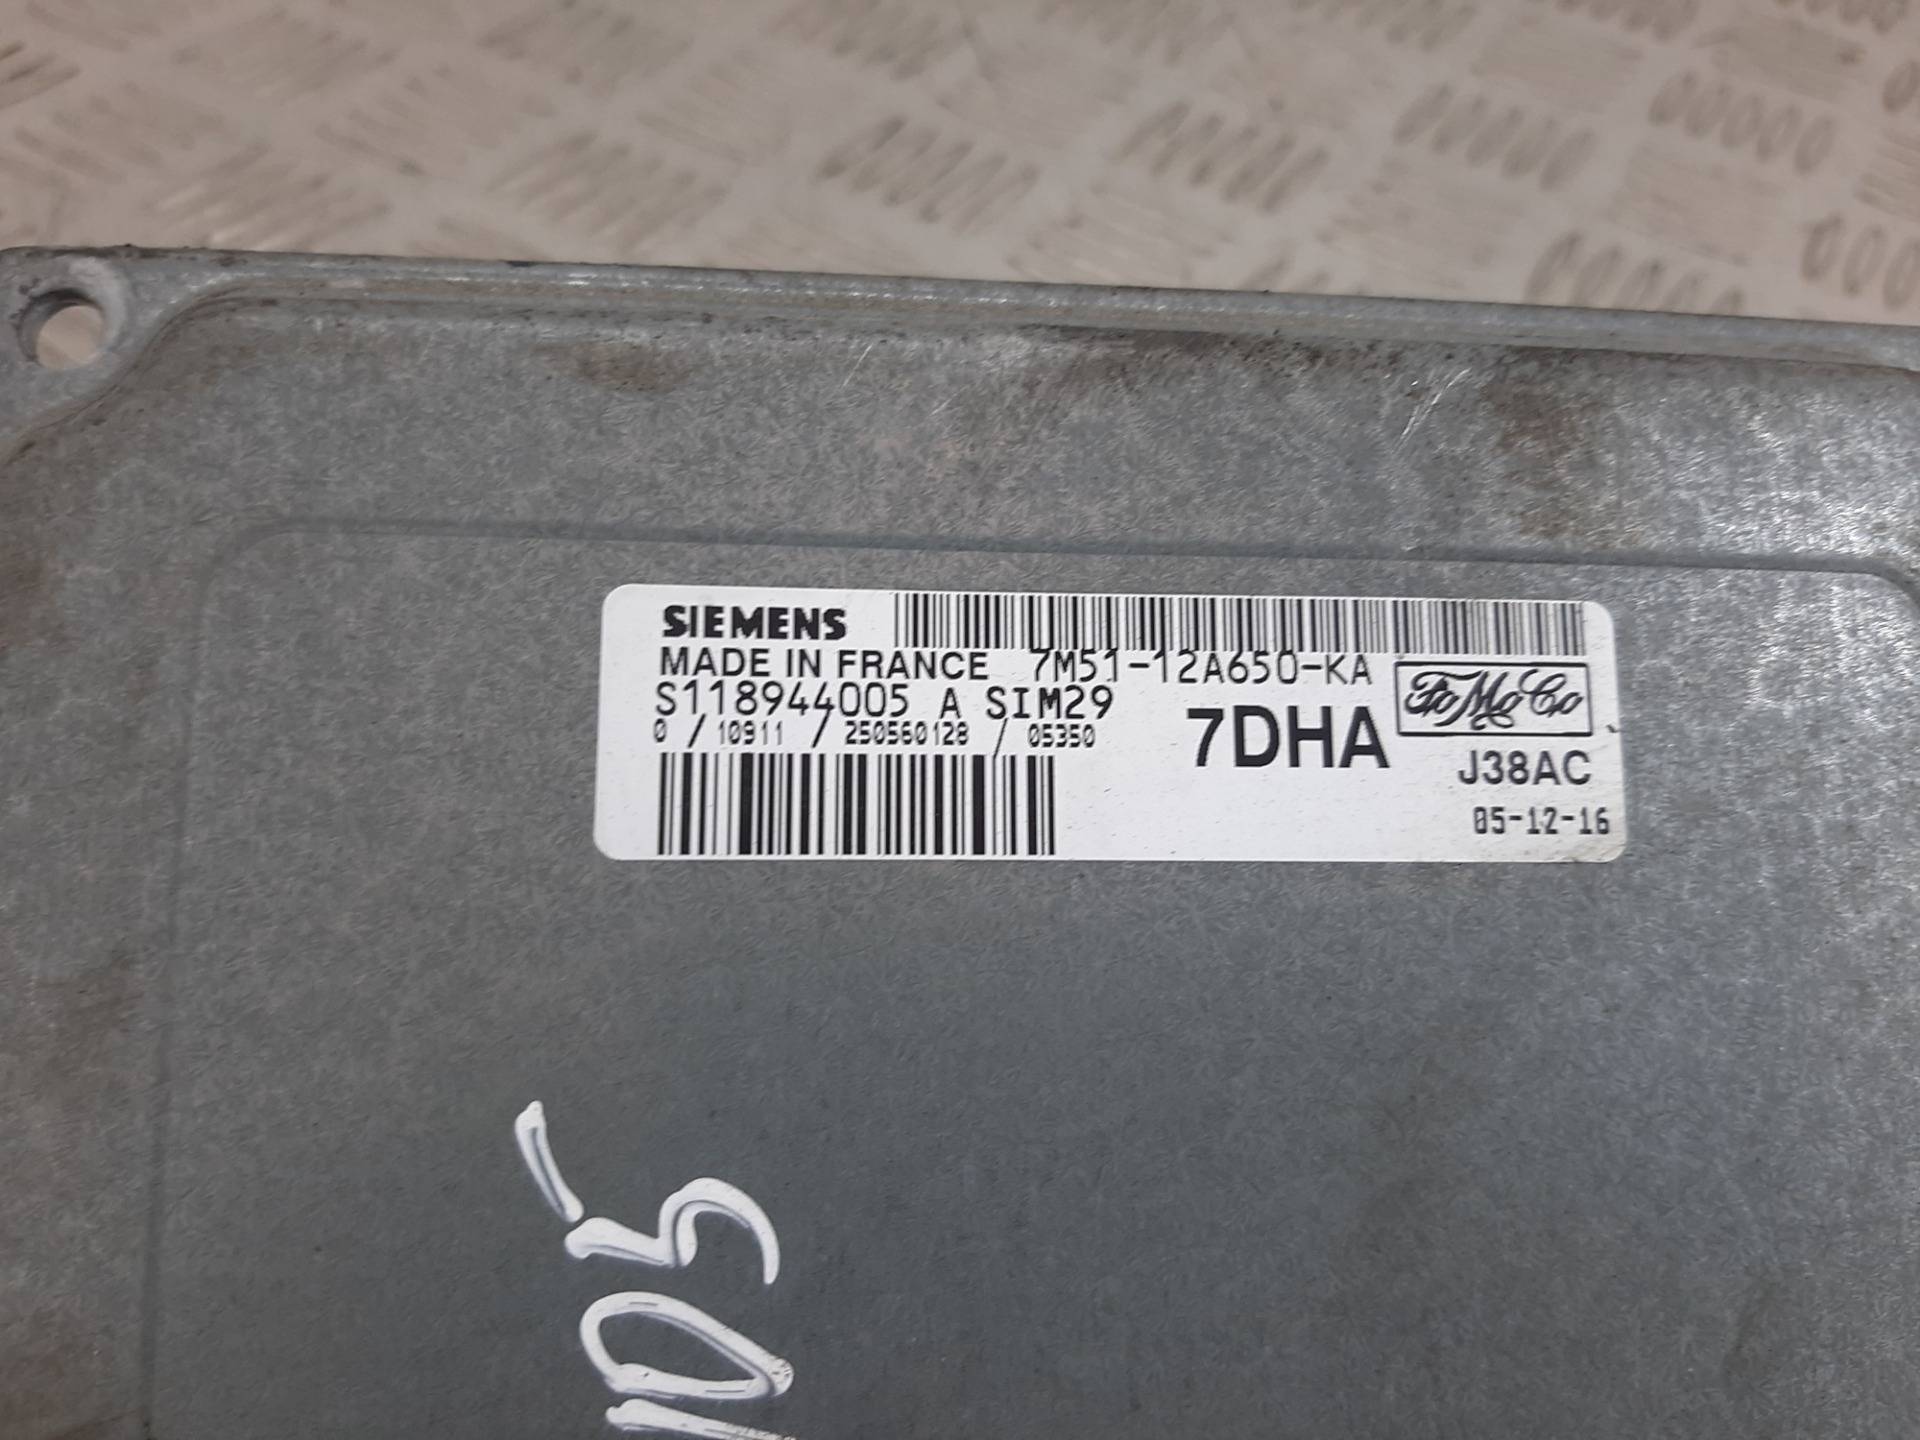 SIEMENS
MADE IN FRANCE 7M51-12A650-KA
S118944005 A SIM29
0 / 10911 / 250560128 / 05350
7DHA
FoMoCo
J38AC
05-12-16